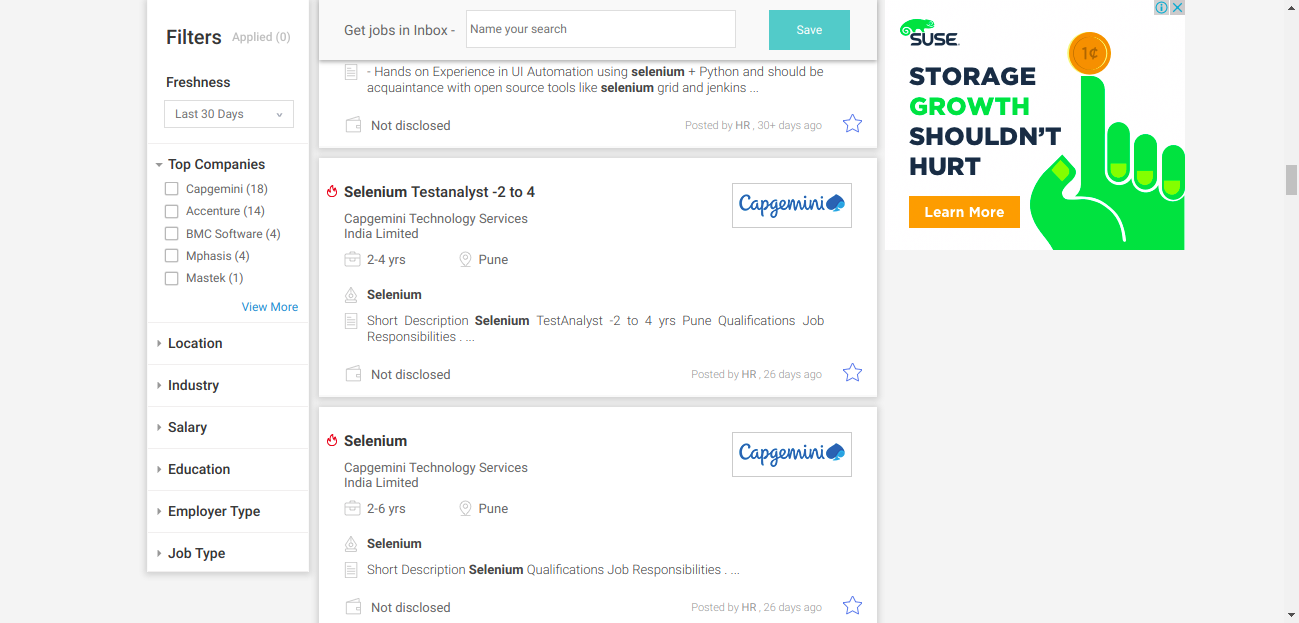 Filters Applied (0)
Freshness
Last 30 Days
Top Companies
Capgemini (18)
Accenture (14)
BMC Software (4)
Mphasis (4)
Mastek (1)
View More
Location
Industry
Salary
Education
Employer Type
Job Type
Get jobs in Inbox - Name your search Save
- Hands on Experience in UI Automation using selenium + Python and should be
acquaintance with open source tools like selenium grid and jenkins ...
Not disclosed Posted by HR , 30+ days ago
Selenium Testanalyst -2 to 4
Capgemini
Capgemini Technology Services
India Limited
2-4 yrs Pune
Selenium
Short Description Selenium TestAnalyst -2 to 4 yrs Pune Qualifications Job
Responsibilities . ...
Not disclosed Posted by HR , 26 days ago
Selenium
Capgemini
Capgemini Technology Services
India Limited
2-6 yrs Pune
Selenium
Short Description Selenium Qualifications Job Responsibilities . ...
Not disclosed Posted by HR , 26 days ago
SUSE
1¢
STORAGE
GROWTH
SHOULDN'T
HURT
Learn More